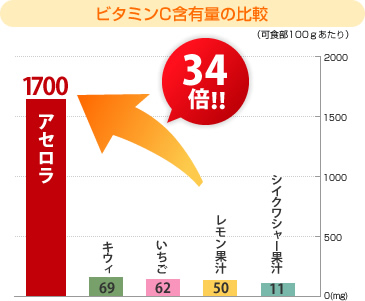 ビタミンC含有量の比較
(可食部100gあたり)
2000
1500
1000
500
0(mg)
34
倍!!
1700
アセロラ
キウィ
69
いちご
62
レモン果汁
50
シイクワシャー果汁
11